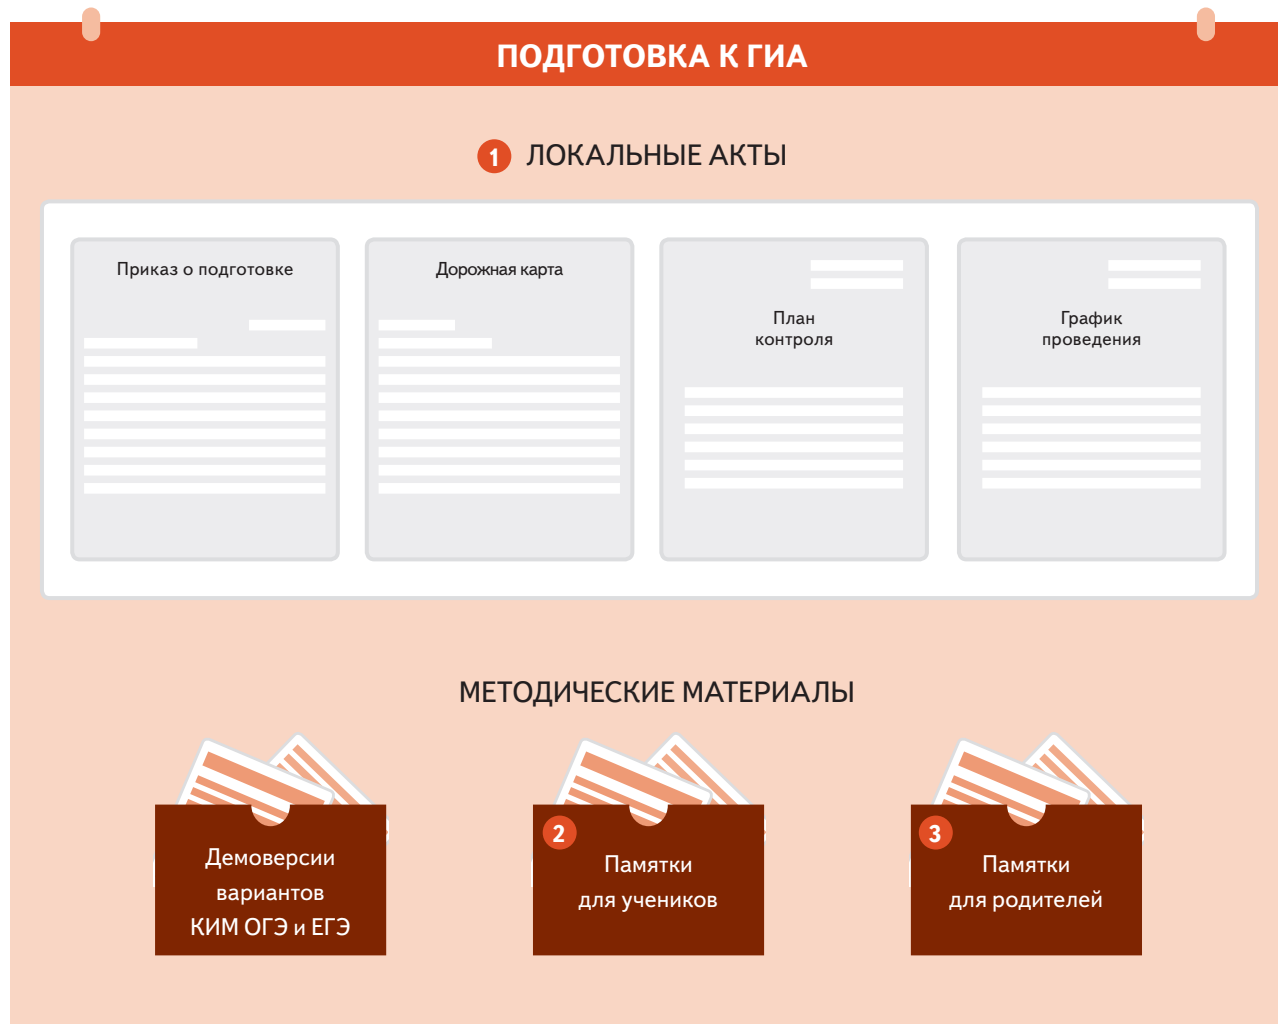 ПОДГОТОВКА К ГИА
1 ЛОКАЛЬНЫЕ АКТЫ
Приказ о подготовке
Дорожная карта
План
контроля
График
проведения
МЕТОДИЧЕСКИЕ МАТЕРИАЛЫ
Демоверсии
вариантов
КИМ ОГЭ и ЕГЭ
2
Памятки
для учеников
3
Памятки
для родителей